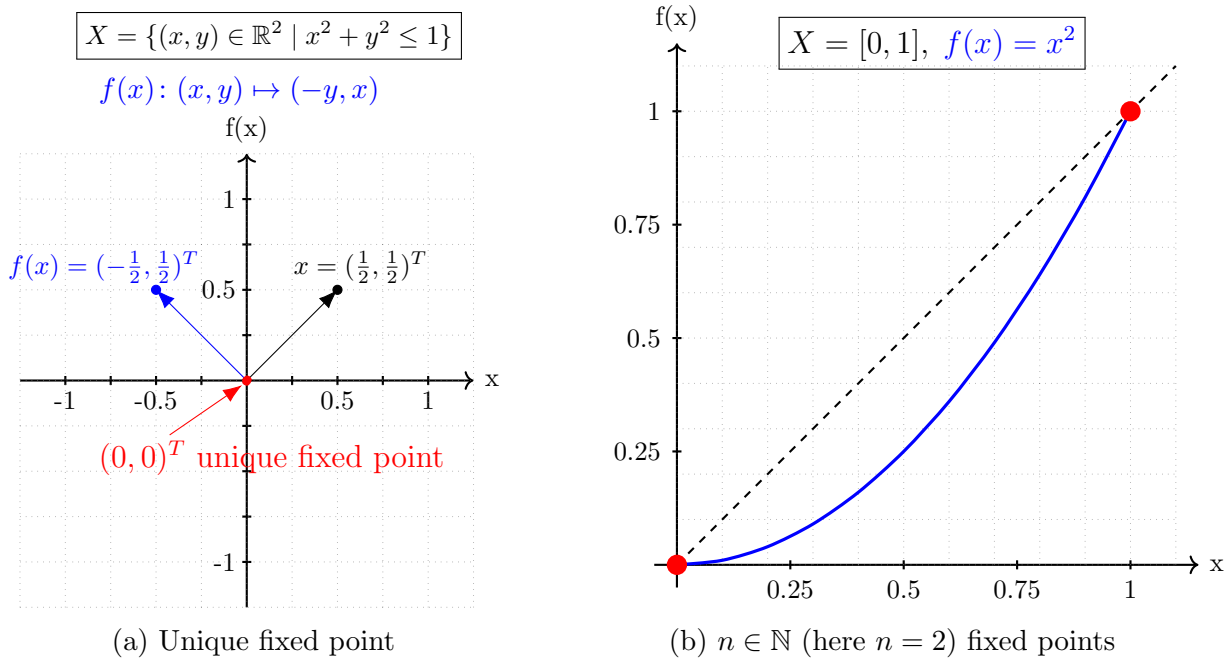 X = {(x, y) ∈ ℝ² | x² + y² ≤ 1}
f(x): (x, y) ↦ (−y, x)
f(x)
1
f(x) = (−½, ½)ᵀ
x = (½, ½)ᵀ
0.5
x
-1
-0.5
0.5
1
(0, 0)ᵀ unique fixed point
-1
(a) Unique fixed point
f(x)
X = [0, 1], f(x) = x²
1
0.75
0.5
0.25
x
0.25
0.5
0.75
1
(b) n ∈ ℕ (here n = 2) fixed points